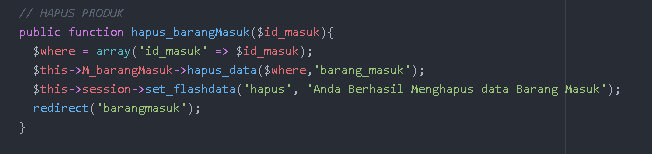 // HAPUS PRODUK
public function hapus_barangMasuk($id_masuk){
$where = array('id_masuk' => $id_masuk);
$this->M_barangMasuk->hapus_data($where,'barang_masuk');
$this->session->set_flashdata('hapus', 'Anda Berhasil Menghapus data Barang Masuk');
redirect('barangmasuk');
}